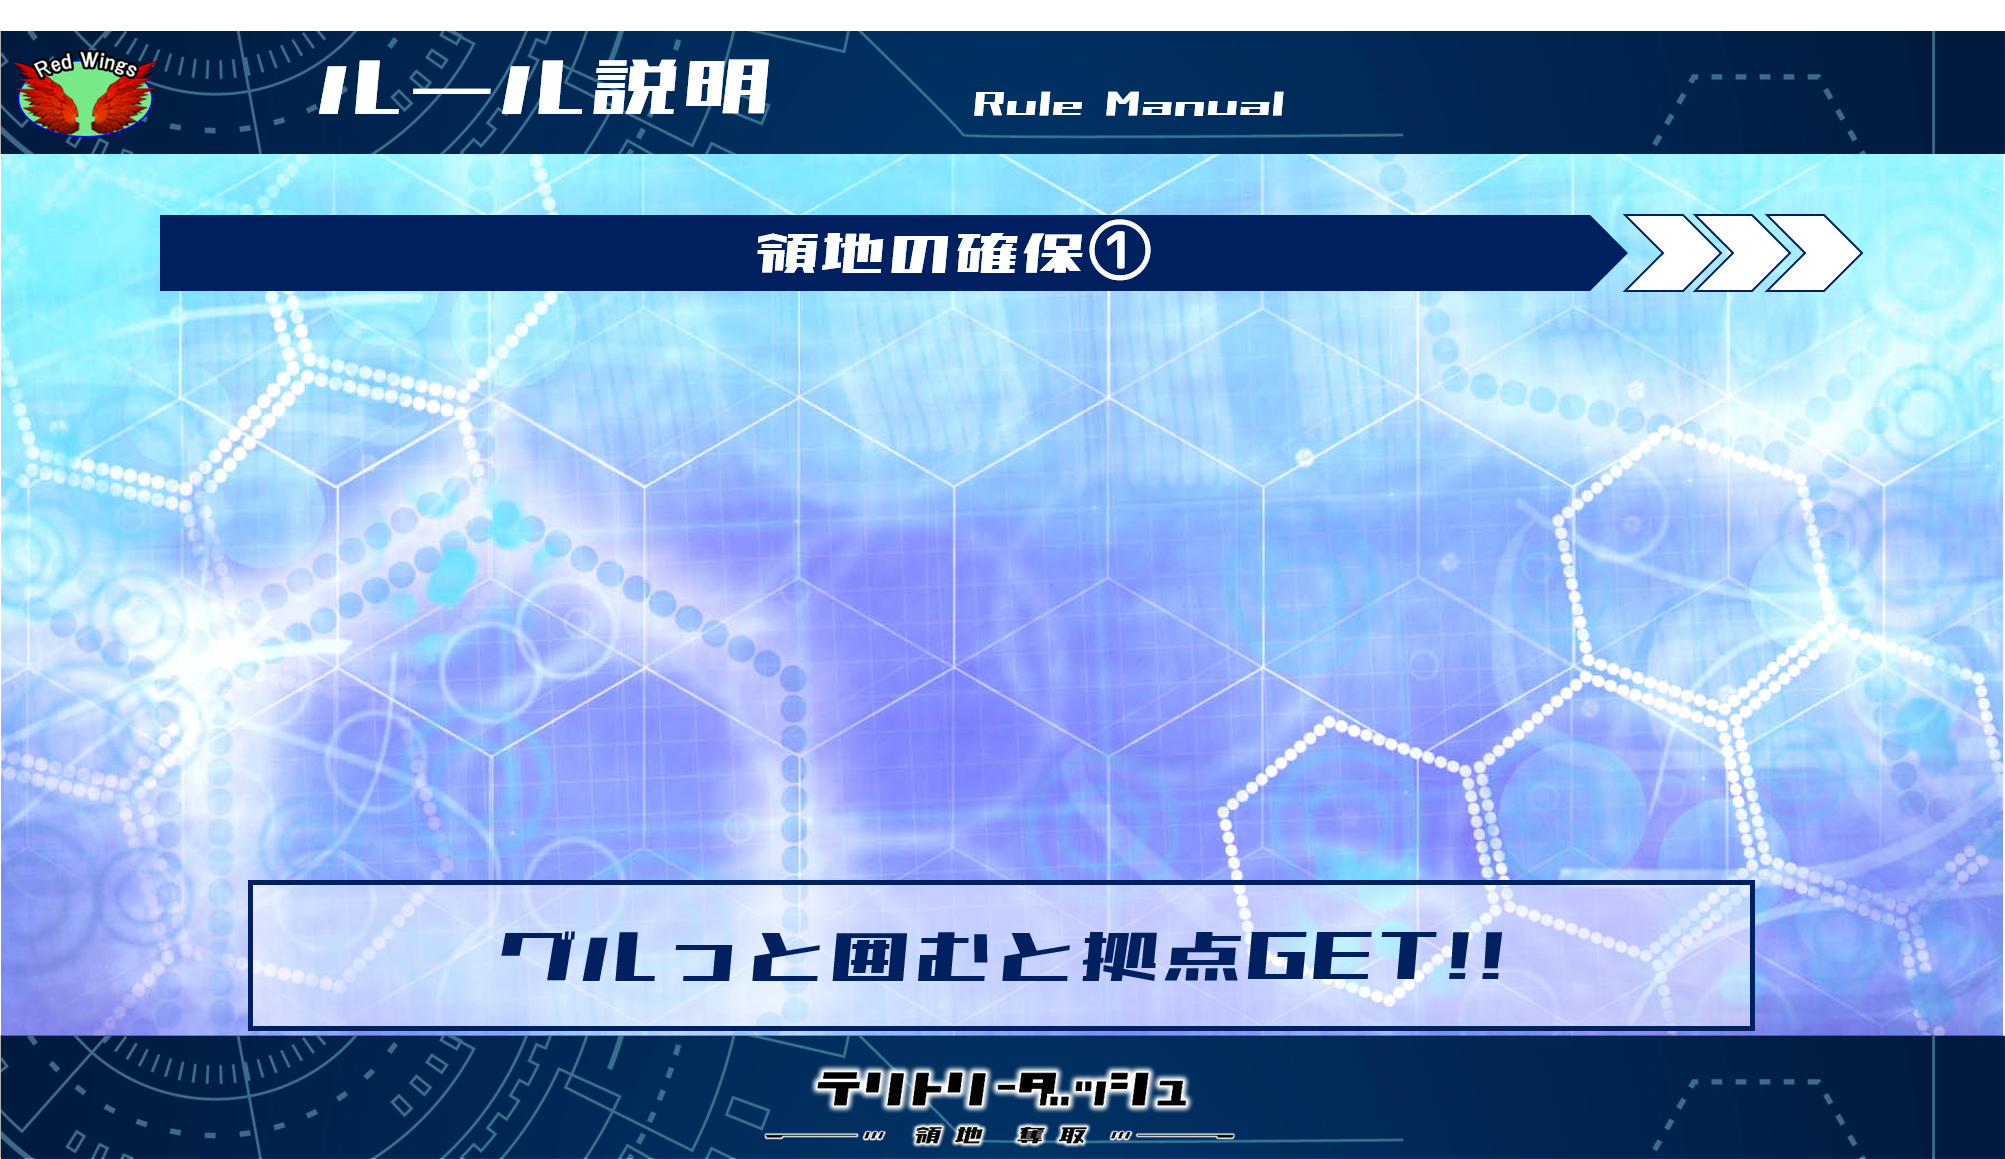 Red Wings
ルール説明
Rule Manual
領地の確保①
グルっと囲むと拠点GET!!
テリトリーダッシュ
領地 奪取